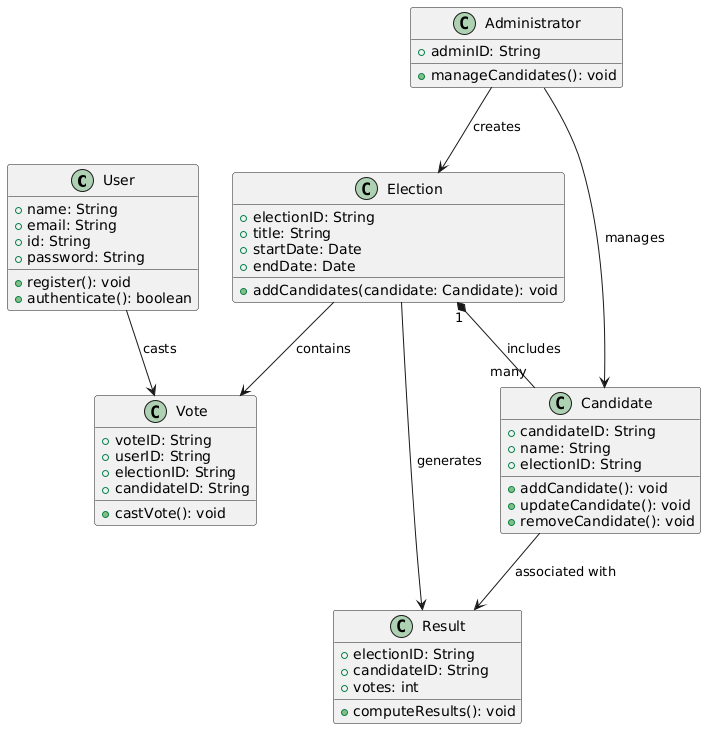 C Administrator
adminID: String
manageCandidates(): void
creates
manages
C User
name: String
email: String
id: String
password: String
register(): void
authenticate(): boolean
C Election
electionID: String
title: String
startDate: Date
endDate: Date
addCandidates(candidate: Candidate): void
casts
contains
1
includes
many
generates
C Vote
voteID: String
userID: String
electionID: String
candidateID: String
castVote(): void
C Candidate
candidateID: String
name: String
electionID: String
addCandidate(): void
updateCandidate(): void
removeCandidate(): void
associated with
C Result
electionID: String
candidateID: String
votes: int
computeResults(): void